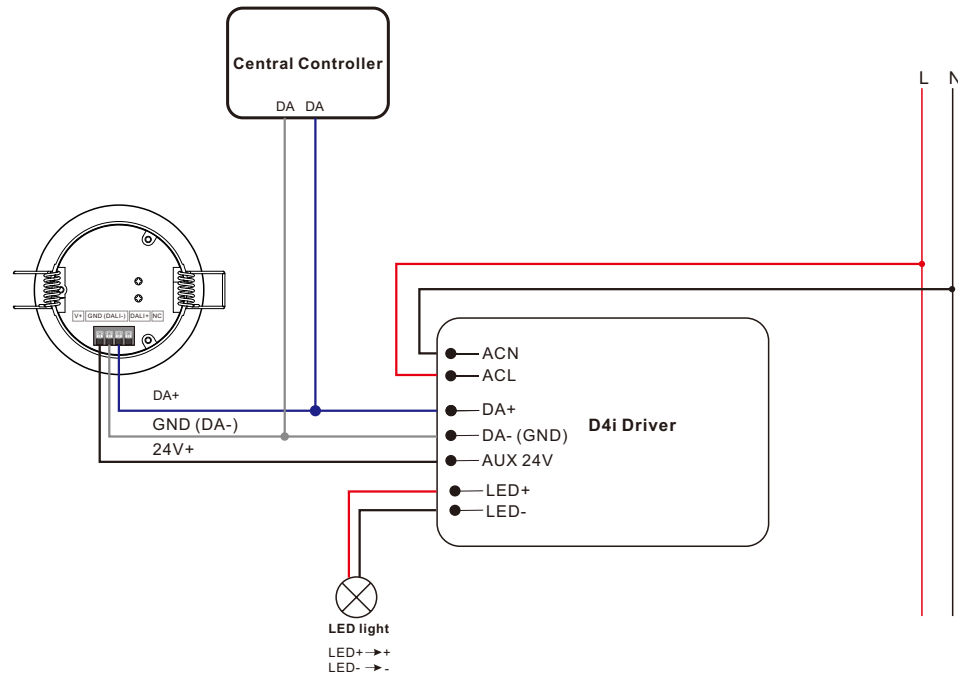 Central Controller
DA DA
L N
V+ GND (DALI-) DALI+ NC
ACN
ACL
DA+
DA+
GND (DA-)
DA- (GND)
D4i Driver
24V+
AUX 24V
LED+
LED-
LED light
LED+→+
LED-→-